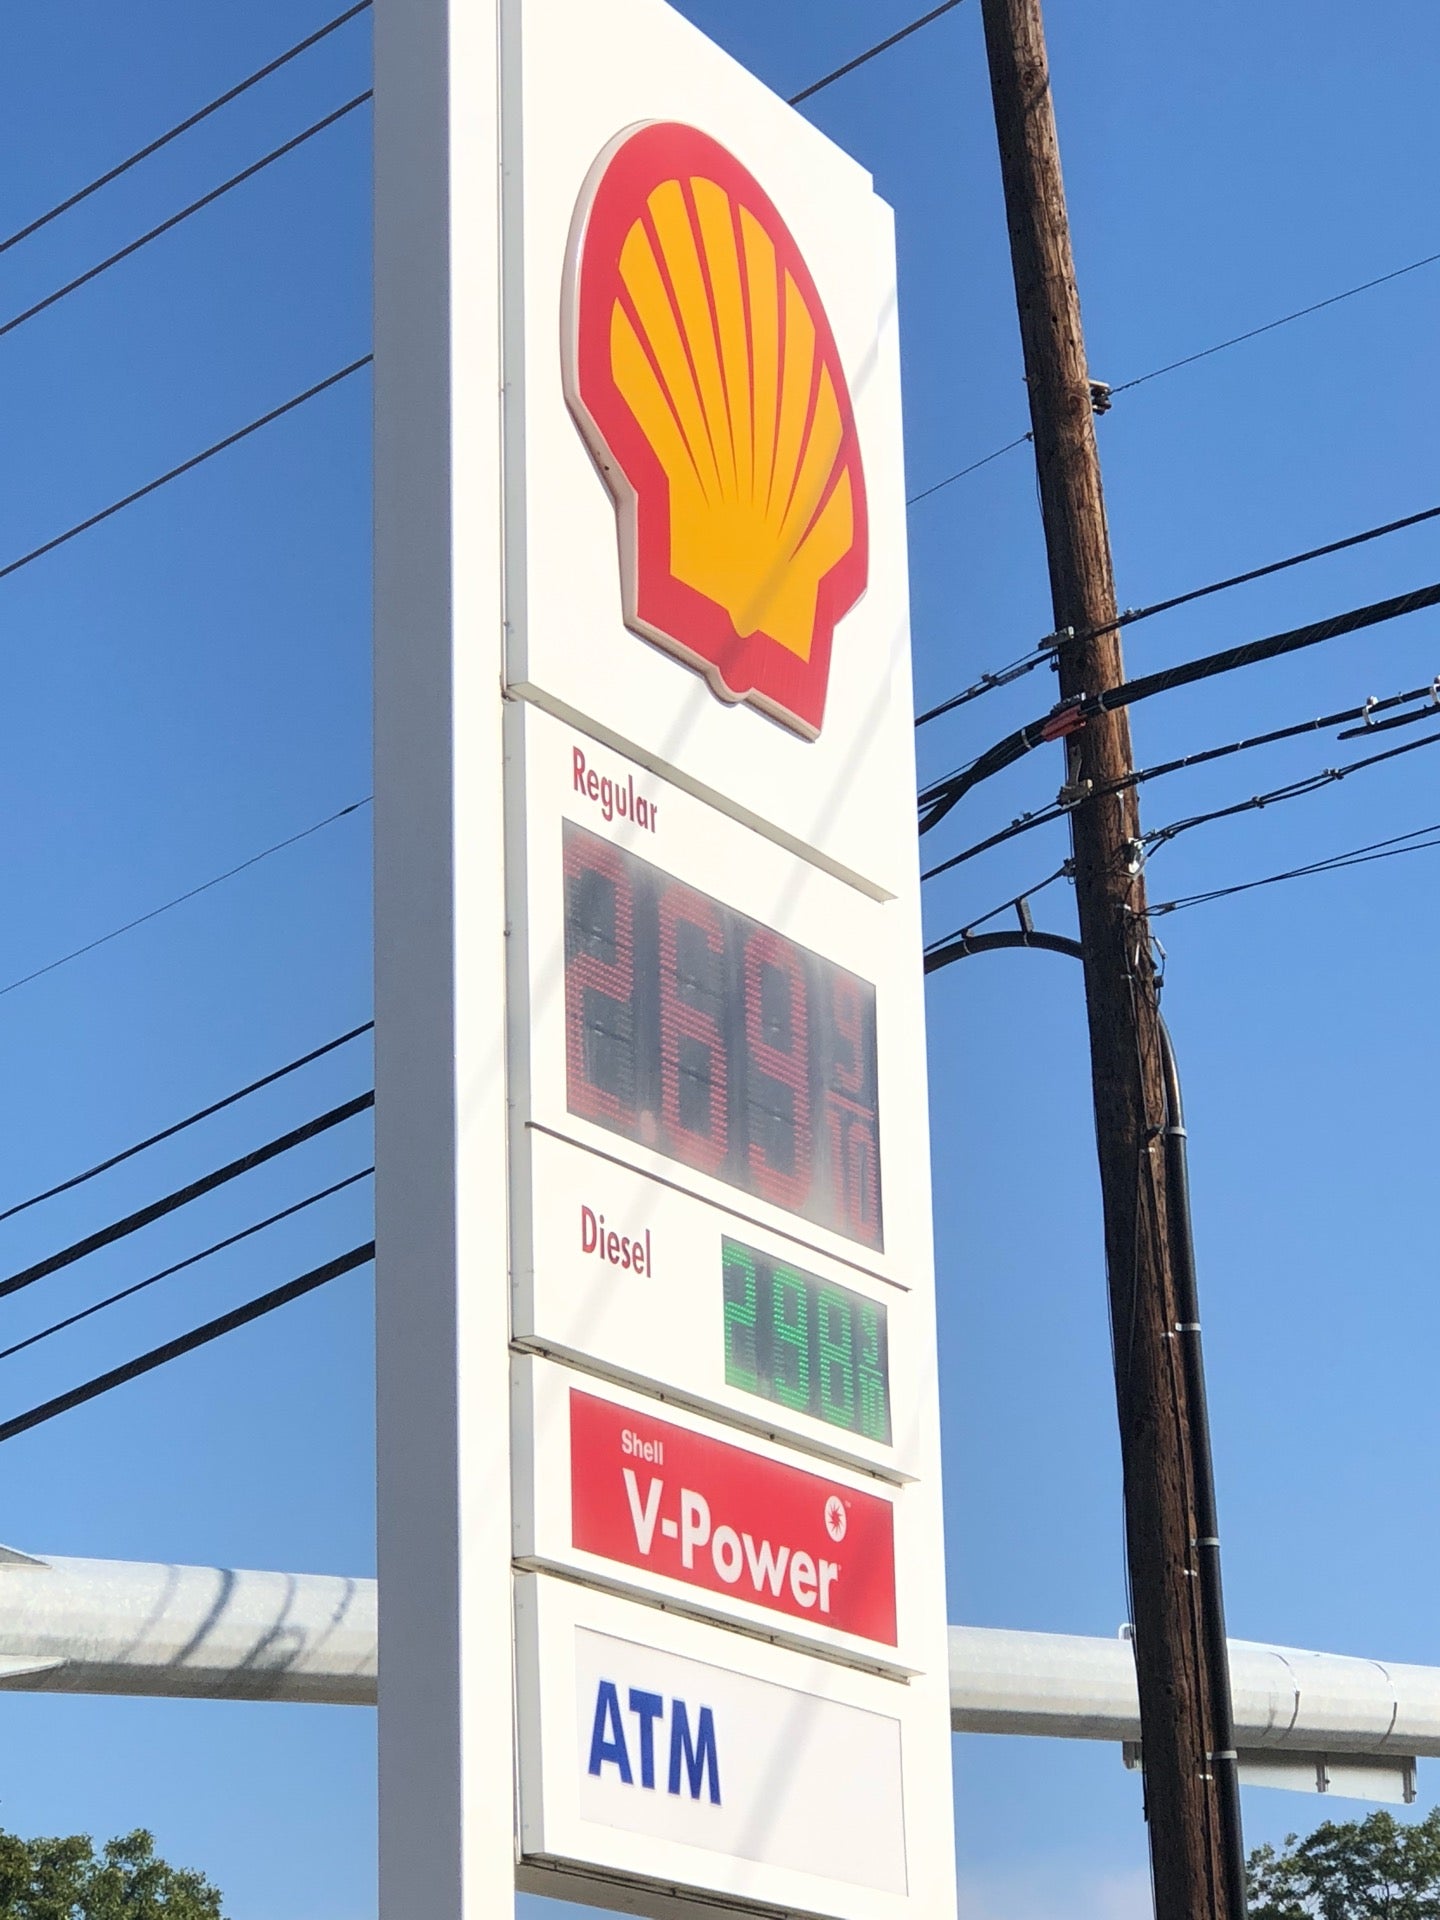 Regular
2.69 9/10
Diesel
2.98 9/10
Shell
V-Power
ATM